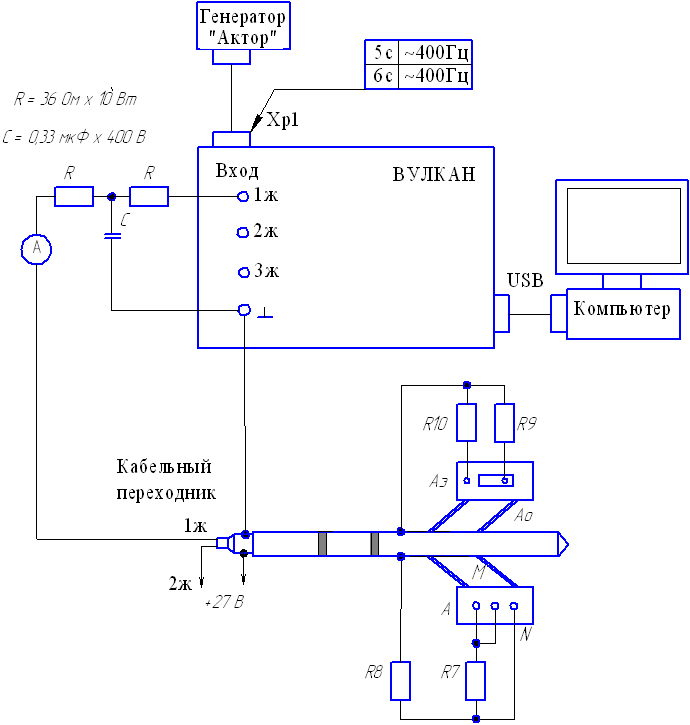 Генератор
"Актор"
5с ~400Гц
6с ~400Гц
R = 36 Ом х 10 Вт
Хр1
С = 0,33 мкФ х 400 В
Вход
ВУЛКАН
R
R
1ж
С
2ж
А
3ж
USB
⊥
Компьютер
R10
R9
Кабельный
переходник
Аэ
Ао
1ж
2ж
+27 В
М
А
N
R8
R7